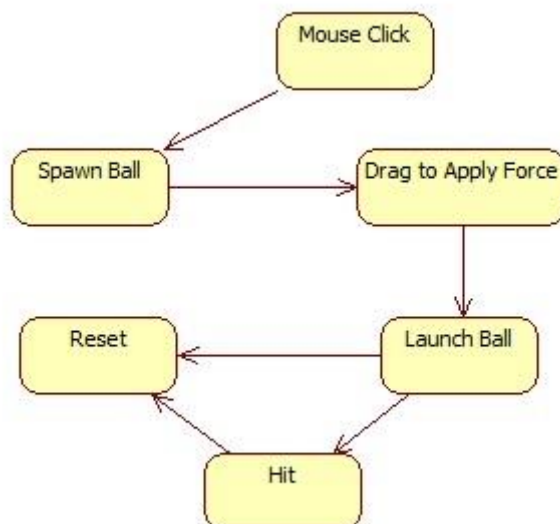 Mouse Click
Spawn Ball
Drag to Apply Force
Reset
Launch Ball
Hit